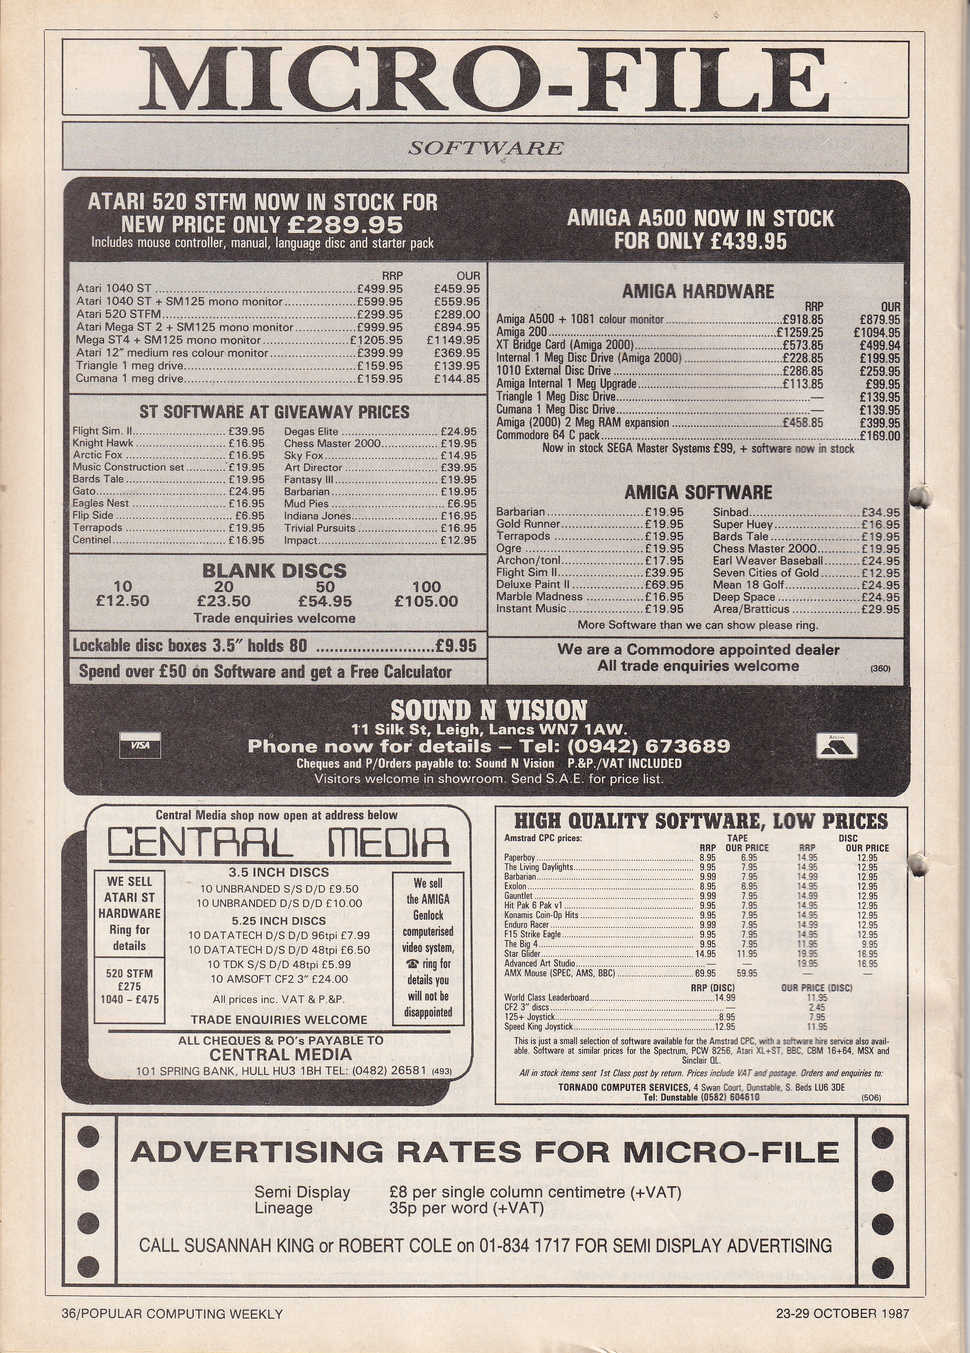 MICRO-FILE
SOFTWARE
ATARI 520 STFM NOW IN STOCK FOR
NEW PRICE ONLY £289.95
Includes mouse controller, manual, language disc and starter pack
RRP OUR
Atari 1040 ST ........ £499.95 £459.95
Atari 1040 ST + SM125 mono monitor ........ £599.95 £559.95
Atari 520 STFM ........ £299.95 £289.00
Atari Mega ST 2 + SM125 mono monitor ........ £999.95 £894.95
Mega ST4 + SM125 mono monitor ........ £1205.95 £1149.95
Atari 12" medium res colour monitor ........ £399.99 £369.95
Triangle 1 meg drive ........ £159.95 £139.95
Cumana 1 meg drive ........ £159.95 £144.85
ST SOFTWARE AT GIVEAWAY PRICES
Flight Sim. II ........ £39.95
Knight Hawk ........ £16.95
Arctic Fox ........ £16.95
Music Construction set ........ £19.95
Bards Tale ........ £19.95
Gato ........ £24.95
Eagles Nest ........ £16.95
Flip Side ........ £6.95
Terrapods ........ £19.95
Centinel ........ £16.95
Degas Elite ........ £24.95
Chess Master 2000 ........ £19.95
Sky Fox ........ £14.95
Art Director ........ £39.95
Fantasy III ........ £19.95
Barbarian ........ £19.95
Mud Pies ........ £6.95
Indiana Jones ........ £16.95
Trivial Pursuits ........ £16.95
Impact ........ £12.95
BLANK DISCS
10 20 50 100
£12.50 £23.50 £54.95 £105.00
Trade enquiries welcome
Lockable disc boxes 3.5" holds 80 ........ £9.95
Spend over £50 on Software and get a Free Calculator
AMIGA A500 NOW IN STOCK
FOR ONLY £439.95
AMIGA HARDWARE
RRP OUR
Amiga A500 + 1081 colour monitor ........ £918.85 £879.95
Amiga 200 ........ £1259.25 £1094.95
XT Bridge Card (Amiga 2000) ........ £573.85 £499.94
Internal 1 Meg Disc Drive (Amiga 2000) ........ £228.85 £199.95
1010 External Disc Drive ........ £286.85 £259.95
Amiga Internal 1 Meg Upgrade ........ £113.85 £99.95
Triangle 1 Meg Disc Drive ........ — £139.95
Cumana 1 Meg Disc Drive ........ — £139.95
Amiga (2000) 2 Meg RAM expansion ........ £458.85 £399.95
Commodore 64 C pack ........ £169.00
Now in stock SEGA Master Systems £99, + software now in stock
AMIGA SOFTWARE
Barbarian ........ £19.95
Gold Runner ........ £19.95
Terrapods ........ £19.95
Ogre ........ £19.95
Archon/tonl ........ £17.95
Flight Sim II ........ £39.95
Deluxe Paint II ........ £69.95
Marble Madness ........ £16.95
Instant Music ........ £19.95
Sinbad ........ £34.95
Super Huey ........ £16.95
Bards Tale ........ £19.95
Chess Master 2000 ........ £19.95
Earl Weaver Baseball ........ £24.95
Seven Cities of Gold ........ £12.95
Mean 18 Golf ........ £24.95
Deep Space ........ £24.95
Area/Bratticus ........ £29.95
More Software than we can show please ring.
We are a Commodore appointed dealer
All trade enquiries welcome (360)
SOUND N VISION
11 Silk St, Leigh, Lancs WN7 1AW.
Phone now for details – Tel: (0942) 673689
Cheques and P/Orders payable to: Sound N Vision P.&P./VAT INCLUDED
Visitors welcome in showroom. Send S.A.E. for price list.
VISA
Access
Central Media shop now open at address below
CENTRAL MEDIA
WE SELL
ATARI ST
HARDWARE
Ring for
details
520 STFM
£275
1040 – £475
3.5 INCH DISCS
10 UNBRANDED S/S D/D £9.50
10 UNBRANDED D/S D/D £10.00
5.25 INCH DISCS
10 DATATECH D/S D/D 96tpi £7.99
10 DATATECH D/S D/D 48tpi £6.50
10 TDK S/S D/D 48tpi £5.99
10 AMSOFT CF2 3" £24.00
All prices inc. VAT & P.&P.
TRADE ENQUIRIES WELCOME
We sell
the AMIGA
Genlock
computerised
video system,
☎ ring for
details you
will not be
disappointed
ALL CHEQUES & PO's PAYABLE TO
CENTRAL MEDIA
101 SPRING BANK, HULL HU3 1BH TEL: (0482) 26581 (493)
HIGH QUALITY SOFTWARE, LOW PRICES
Amstrad CPC prices: TAPE DISC
RRP OUR PRICE RRP OUR PRICE
Paperboy ........ 8.95 6.95 14.95 12.95
The Living Daylights ........ 9.95 7.95 14.95 12.95
Barbarian ........ 9.99 7.95 14.99 12.95
Exolon ........ 8.95 6.95 14.95 12.95
Gauntlet ........ 9.99 7.95 14.99 12.95
Hit Pak 6 Pak v1 ........ 9.95 7.95 14.95 12.95
Konamis Coin-Op Hits ........ 9.95 7.95 14.95 12.95
Enduro Racer ........ 9.99 7.95 14.99 12.95
F15 Strike Eagle ........ 9.95 7.95 14.95 12.95
The Big 4 ........ 9.95 7.95 11.95 9.95
Star Glider ........ 14.95 11.95 19.95 16.95
Advanced Art Studio ........ — — 19.95 16.95
AMX Mouse (SPEC, AMS, BBC) ........ 69.95 59.95 — —
RRP (DISC) OUR PRICE (DISC)
World Class Leaderboard ........ 14.99 11.95
CF2 3" discs ........ — 2.45
125+ Joystick ........ 8.95 7.95
Speed King Joystick ........ 12.95 11.95
This is just a small selection of software available for the Amstrad CPC, with a software hire service also avail-
able. Software at similar prices for the Spectrum, PCW 8256, Atari XL+ST, BBC, CBM 16+64, MSX and
Sinclair QL.
All in stock items sent 1st Class post by return. Prices include VAT and postage. Orders and enquiries to:
TORNADO COMPUTER SERVICES, 4 Swan Court, Dunstable, S. Beds LU6 3DE
Tel: Dunstable (0582) 604610 (506)
ADVERTISING RATES FOR MICRO-FILE
Semi Display £8 per single column centimetre (+VAT)
Lineage 35p per word (+VAT)
CALL SUSANNAH KING or ROBERT COLE on 01-834 1717 FOR SEMI DISPLAY ADVERTISING
36/POPULAR COMPUTING WEEKLY
23-29 OCTOBER 1987